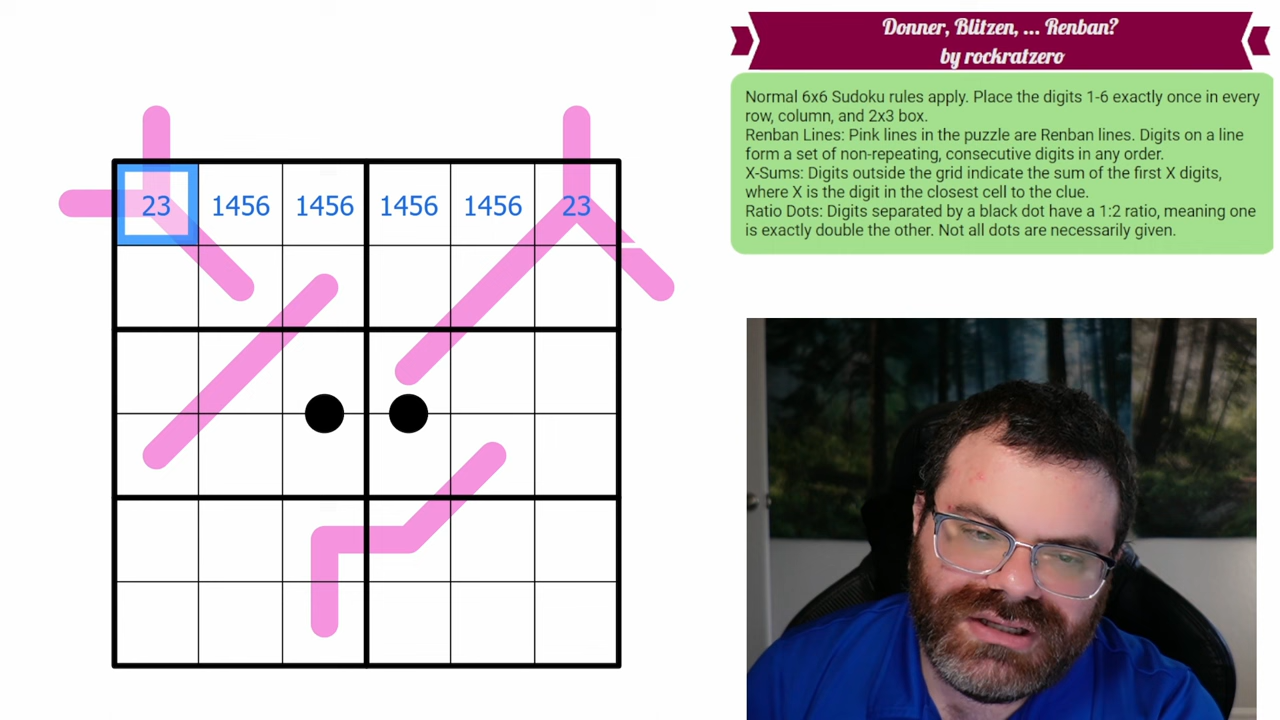 Donner, Blitzen, ... Renban?
by rockratzero
Normal 6x6 Sudoku rules apply. Place the digits 1-6 exactly once in every
row, column, and 2x3 box.
Renban Lines: Pink lines in the puzzle are Renban lines. Digits on a line
form a set of non-repeating, consecutive digits in any order.
X-Sums: Digits outside the grid indicate the sum of the first X digits,
where X is the digit in the closest cell to the clue.
Ratio Dots: Digits separated by a black dot have a 1:2 ratio, meaning one
is exactly double the other. Not all dots are necessarily given.
23 1456 1456 1456 1456 23